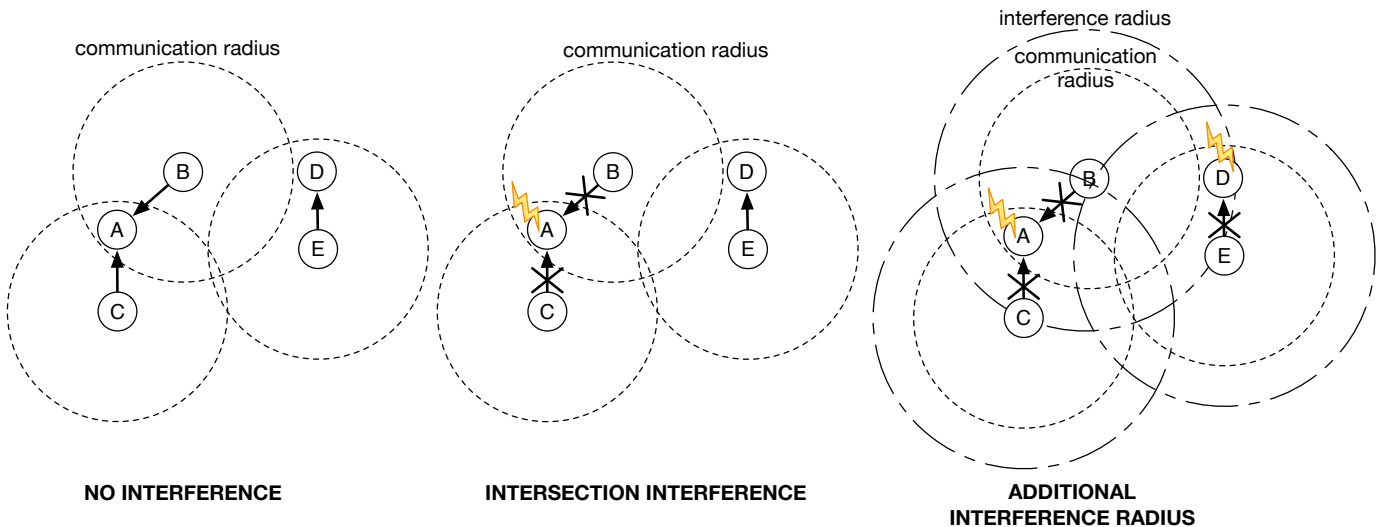 communication radius
B
D
A
E
C
NO INTERFERENCE
communication radius
B
D
A
E
C
INTERSECTION INTERFERENCE
interference radius
communication
radius
B
D
A
E
C
ADDITIONAL
INTERFERENCE RADIUS